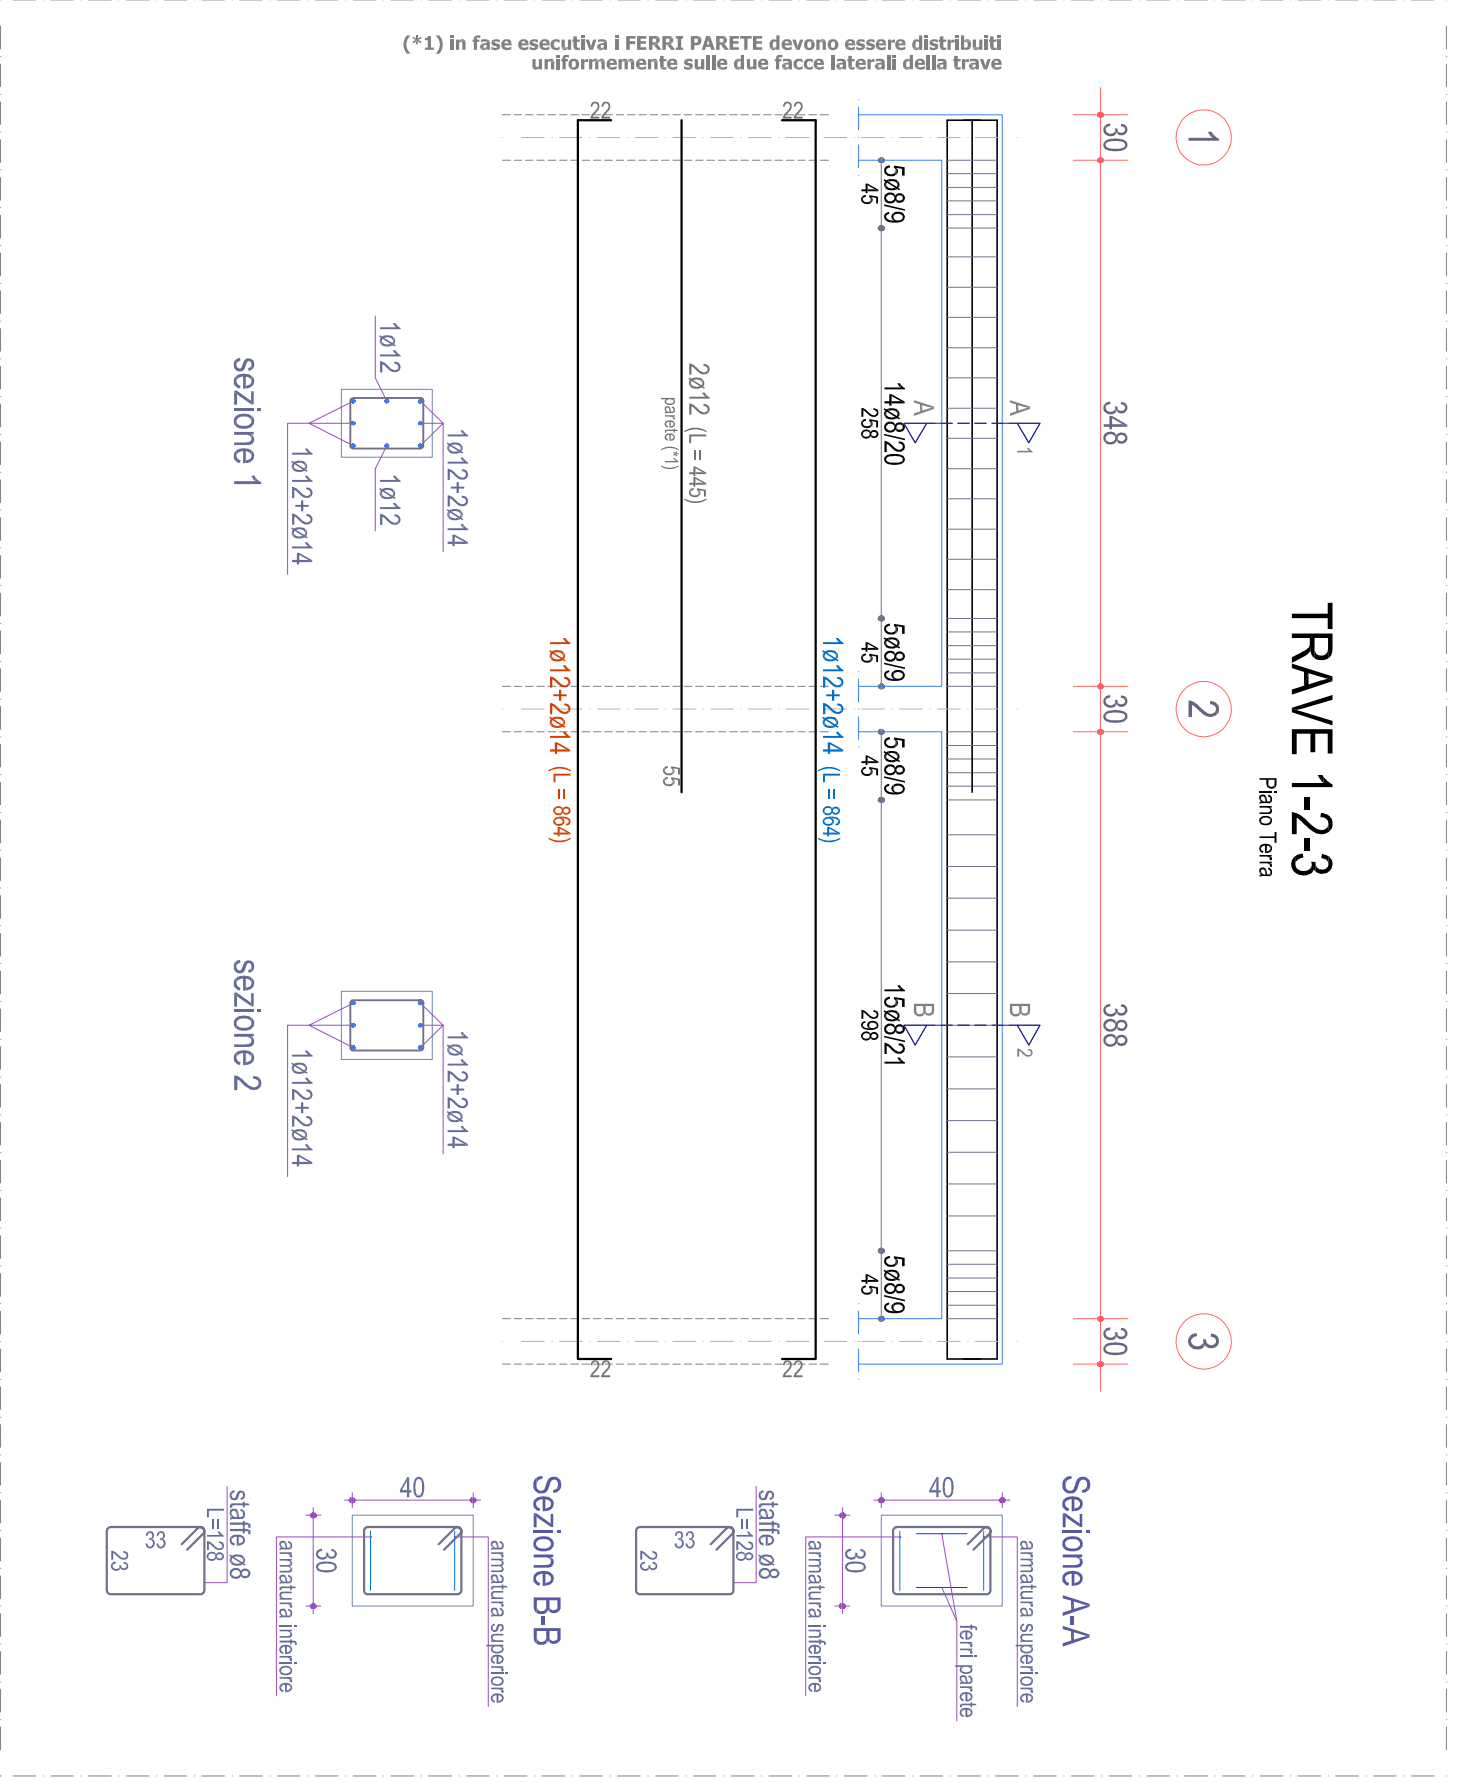 TRAVE 1-2-3
Piano Terra
1
2
3
30
348
30
388
30
A
1
B
2
A
B
5ø8/9
45
14ø8/20
258
5ø8/9
45
5ø8/9
45
15ø8/21
298
5ø8/9
45
22
22
1ø12+2ø14 (L = 864)
2ø12 (L = 445)
parete (*1)
55
1ø12+2ø14 (L = 864)
22
22
1ø12+2ø14
1ø12
1ø12
1ø12+2ø14
sezione 1
1ø12+2ø14
1ø12+2ø14
sezione 2
Sezione A-A
armatura superiore
ferri parete
armatura inferiore
40
30
staffe ø8
L=128
33
23
Sezione B-B
armatura superiore
armatura inferiore
40
30
staffe ø8
L=128
33
23
(*1) in fase esecutiva i FERRI PARETE devono essere distribuiti
uniformemente sulle due facce laterali della trave